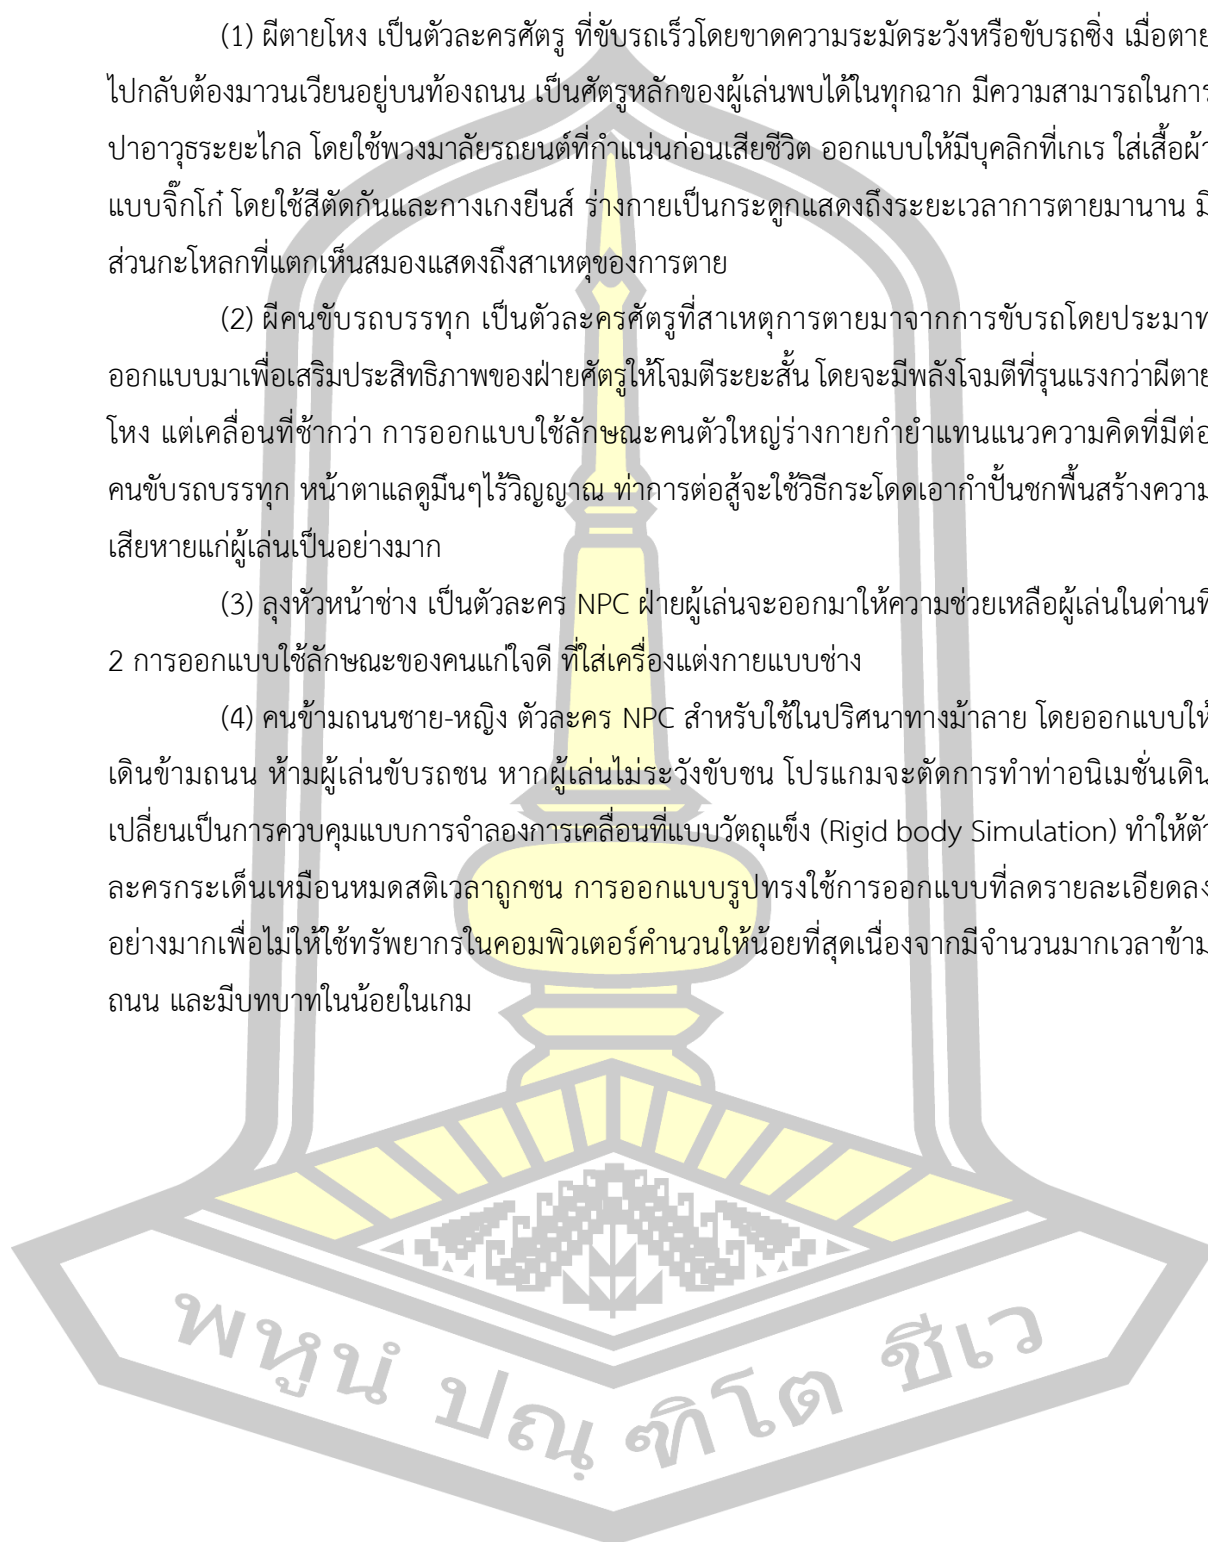 (1) ผีตายโหง เป็นตัวละครศัตรู ที่ขับรถเร็วโดยขาดความระมัดระวังหรือขับรถซิ่ง เมื่อตาย
ไปกลับต้องมาวนเวียนอยู่บนท้องถนน เป็นศัตรูหลักของผู้เล่นพบได้ในทุกฉาก มีความสามารถในการ
ปาอาวุธระยะไกล โดยใช้พวงมาลัยรถยนต์ที่กำแน่นก่อนเสียชีวิต ออกแบบให้มีบุคลิกที่เกเร ใส่เสื้อผ้า
แบบจิ๊กโก๋ โดยใช้สีตัดกันและกางเกงยีนส์ ร่างกายเป็นกระดูกแสดงถึงระยะเวลาการตายมานาน มี
ส่วนกะโหลกที่แตกเห็นสมองแสดงถึงสาเหตุของการตาย
(2) ผีคนขับรถบรรทุก เป็นตัวละครศัตรูที่สาเหตุการตายมาจากการขับรถโดยประมาท
ออกแบบมาเพื่อเสริมประสิทธิภาพของฝ่ายศัตรูให้โจมตีระยะสั้น โดยจะมีพลังโจมตีที่รุนแรงกว่าผีตาย
โหง แต่เคลื่อนที่ช้ากว่า การออกแบบใช้ลักษณะคนตัวใหญ่ร่างกายกำยำแทนแนวความคิดที่มีต่อ
คนขับรถบรรทุก หน้าตาแลดูมึนๆไร้วิญญาณ ท่าการต่อสู้จะใช้วิธีกระโดดเอากำปั้นชกพื้นสร้างความ
เสียหายแก่ผู้เล่นเป็นอย่างมาก
(3) ลุงหัวหน้าช่าง เป็นตัวละคร NPC ฝ่ายผู้เล่นจะออกมาให้ความช่วยเหลือผู้เล่นในด่านที่
2 การออกแบบใช้ลักษณะของคนแก่ใจดี ที่ใส่เครื่องแต่งกายแบบช่าง
(4) คนข้ามถนนชาย-หญิง ตัวละคร NPC สำหรับใช้ในปริศนาทางม้าลาย โดยออกแบบให้
เดินข้ามถนน ห้ามผู้เล่นขับรถชน หากผู้เล่นไม่ระวังขับชน โปรแกมจะตัดการทำท่าอนิเมชั่นเดิน
เปลี่ยนเป็นการควบคุมแบบการจำลองการเคลื่อนที่แบบวัตถุแข็ง (Rigid body Simulation) ทำให้ตัว
ละครกระเด็นเหมือนหมดสติเวลาถูกชน การออกแบบรูปทรงใช้การออกแบบที่ลดรายละเอียดลง
อย่างมากเพื่อไม่ให้ใช้ทรัพยากรในคอมพิวเตอร์คำนวนให้น้อยที่สุดเนื่องจากมีจำนวนมากเวลาข้าม
ถนน และมีบทบาทในน้อยในเกม
พหูนํ ปณฺฑิโต ชีเว